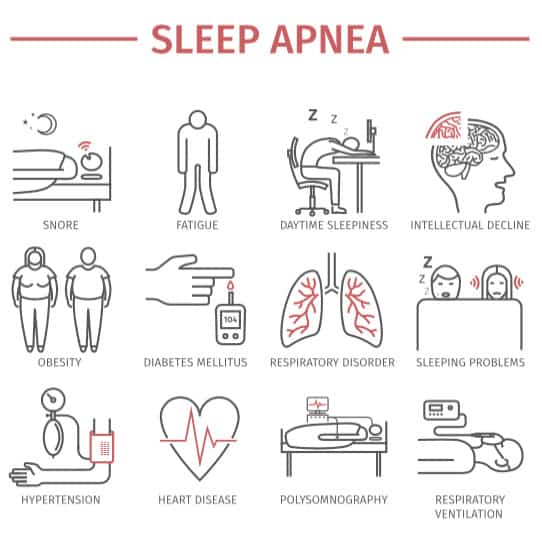 SLEEP APNEA
Z Z Z
SNORE
FATIGUE
DAYTIME SLEEPINESS
INTELLECTUAL DECLINE
104
Z Z Z
OBESITY
DIABETES MELLITUS
RESPIRATORY DISORDER
SLEEPING PROBLEMS
HYPERTENSION
HEART DISEASE
POLYSOMNOGRAPHY
RESPIRATORY
VENTILATION